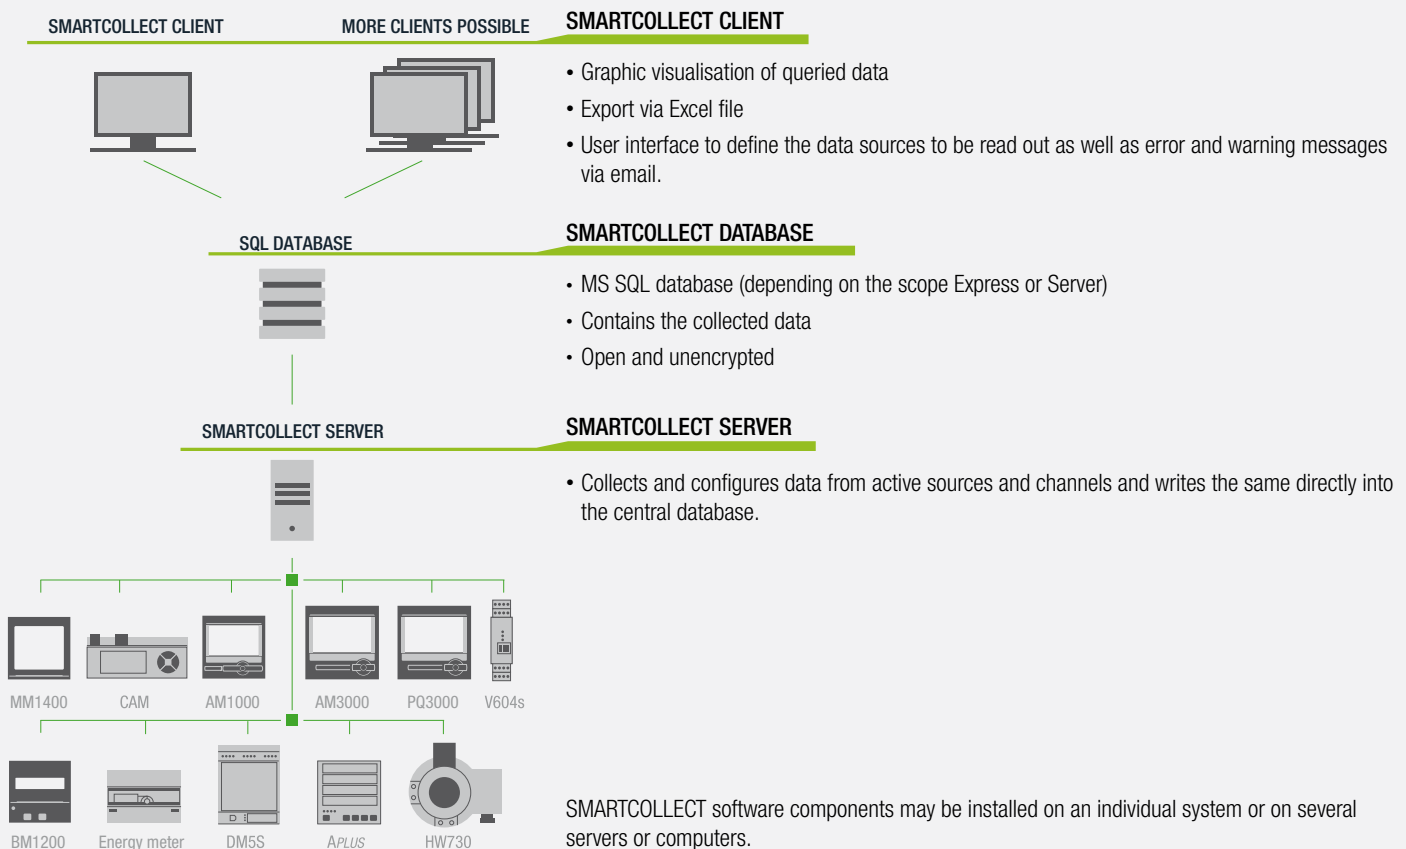 SMARTCOLLECT CLIENT
MORE CLIENTS POSSIBLE
SMARTCOLLECT CLIENT
• Graphic visualisation of queried data
• Export via Excel file
• User interface to define the data sources to be read out as well as error and warning messages
via email.
SQL DATABASE
SMARTCOLLECT DATABASE
• MS SQL database (depending on the scope Express or Server)
• Contains the collected data
• Open and unencrypted
SMARTCOLLECT SERVER
SMARTCOLLECT SERVER
• Collects and configures data from active sources and channels and writes the same directly into
the central database.
MM1400
CAM
AM1000
AM3000
PQ3000
V604s
BM1200
Energy meter
DM5S
APLUS
HW730
SMARTCOLLECT software components may be installed on an individual system or on several
servers or computers.